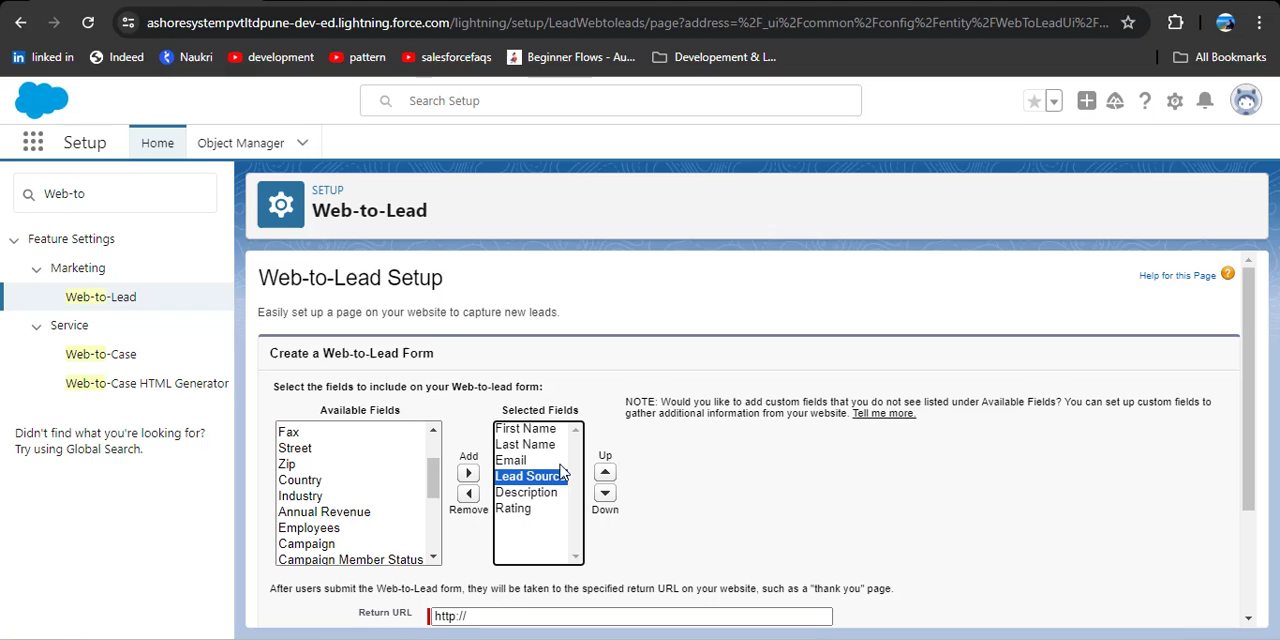 ashoresystempvtltdpune-dev-ed.lightning.force.com/lightning/setup/LeadWebtoleads/page?address=%2F_ui%2Fcommon%2Fconfig%2Fentity%2FWebToLeadUi%2F...
linked in
Indeed
Naukri
development
pattern
salesforcefaqs
Beginner Flows - Au...
Developement & L...
All Bookmarks
Search Setup
Setup
Home
Object Manager
Web-to
SETUP
Web-to-Lead
Feature Settings
Marketing
Web-to-Lead
Service
Web-to-Case
Web-to-Case HTML Generator
Didn't find what you're looking for?
Try using Global Search.
Web-to-Lead Setup
Help for this Page
Easily set up a page on your website to capture new leads.
Create a Web-to-Lead Form
Select the fields to include on your Web-to-lead form:
Available Fields
Fax
Street
Zip
Country
Industry
Annual Revenue
Employees
Campaign
Campaign Member Status
Add
Remove
Selected Fields
First Name
Last Name
Email
Lead Source
Description
Rating
Up
Down
NOTE: Would you like to add custom fields that you do not see listed under Available Fields? You can set up custom fields to
gather additional information from your website. Tell me more.
After users submit the Web-to-Lead form, they will be taken to the specified return URL on your website, such as a "thank you" page.
Return URL
http://